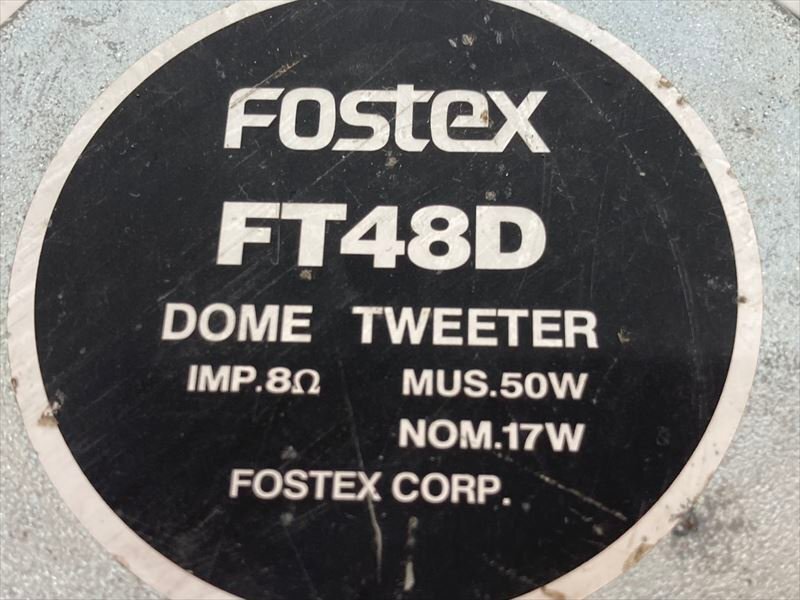 FOSTEX
FT48D
DOME TWEETER
IMP.8Ω MUS.50W
NOM.17W
FOSTEX CORP.